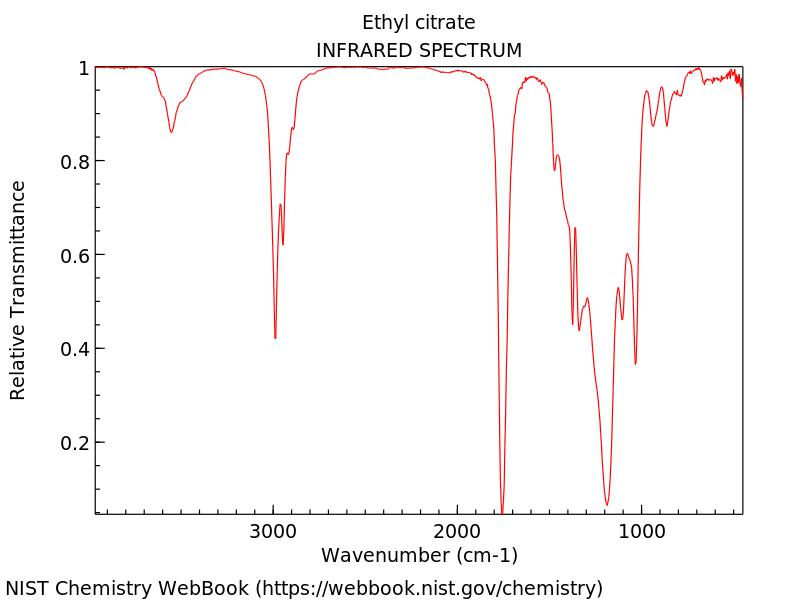 Ethyl citrate
INFRARED SPECTRUM
1
0.8
0.6
0.4
0.2
Relative Transmittance
3000 2000 1000
Wavenumber (cm-1)
NIST Chemistry WebBook (https://webbook.nist.gov/chemistry)